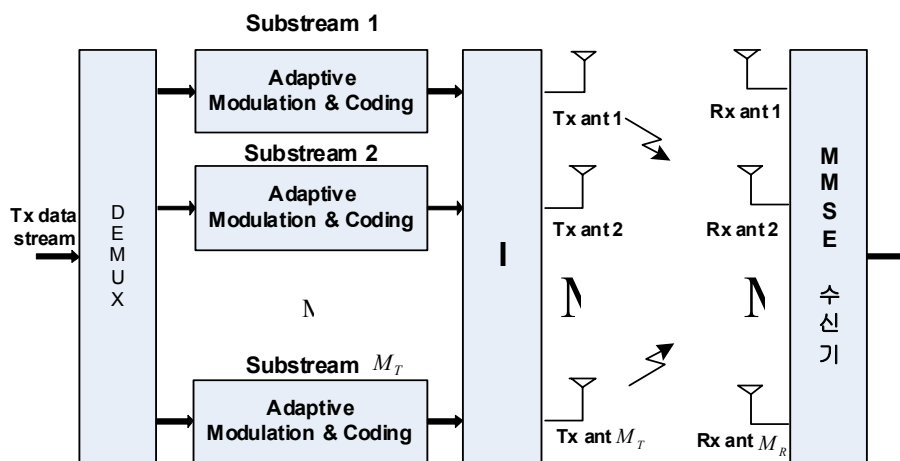 Substream 1
Adaptive
Modulation & Coding
Substream 2
Adaptive
Modulation & Coding
Tx data
stream
DEMUX
M
Substream M_T
Adaptive
Modulation & Coding
I
Tx ant 1
Tx ant 2
M
Tx ant M_T
Rx ant 1
Rx ant 2
M
Rx ant M_R
MMSE 수신기